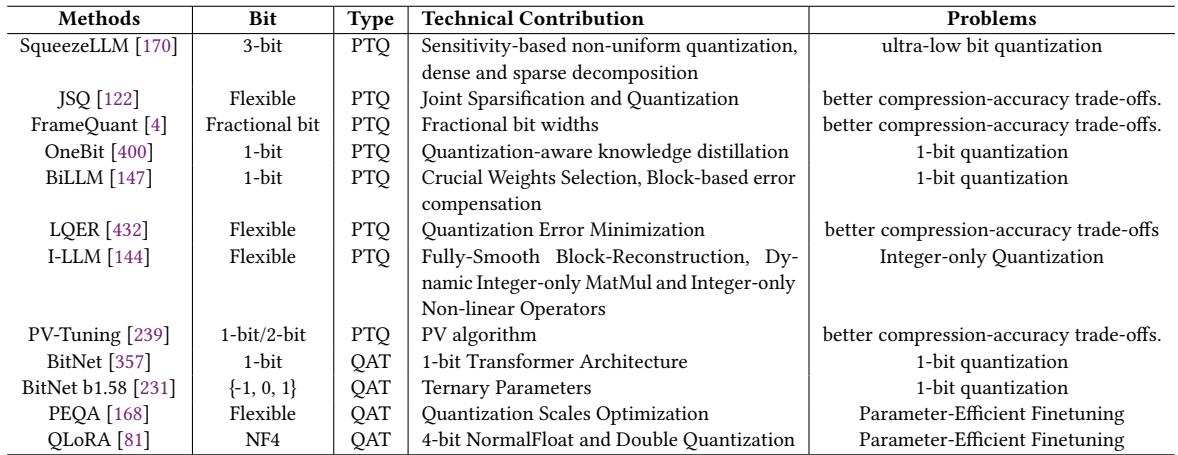 Methods Bit Type Technical Contribution Problems
SqueezeLLM [170] 3-bit PTQ Sensitivity-based non-uniform quantization, ultra-low bit quantization
dense and sparse decomposition
JSQ [122] Flexible PTQ Joint Sparsification and Quantization better compression-accuracy trade-offs.
FrameQuant [4] Fractional bit PTQ Fractional bit widths better compression-accuracy trade-offs.
OneBit [400] 1-bit PTQ Quantization-aware knowledge distillation 1-bit quantization
BiLLM [147] 1-bit PTQ Crucial Weights Selection, Block-based error 1-bit quantization
compensation
LQER [432] Flexible PTQ Quantization Error Minimization better compression-accuracy trade-offs
I-LLM [144] Flexible PTQ Fully-Smooth Block-Reconstruction, Dy- Integer-only Quantization
namic Integer-only MatMul and Integer-only
Non-linear Operators
PV-Tuning [239] 1-bit/2-bit PTQ PV algorithm better compression-accuracy trade-offs.
BitNet [357] 1-bit QAT 1-bit Transformer Architecture 1-bit quantization
BitNet b1.58 [231] {-1, 0, 1} QAT Ternary Parameters 1-bit quantization
PEQA [168] Flexible QAT Quantization Scales Optimization Parameter-Efficient Finetuning
QLoRA [81] NF4 QAT 4-bit NormalFloat and Double Quantization Parameter-Efficient Finetuning